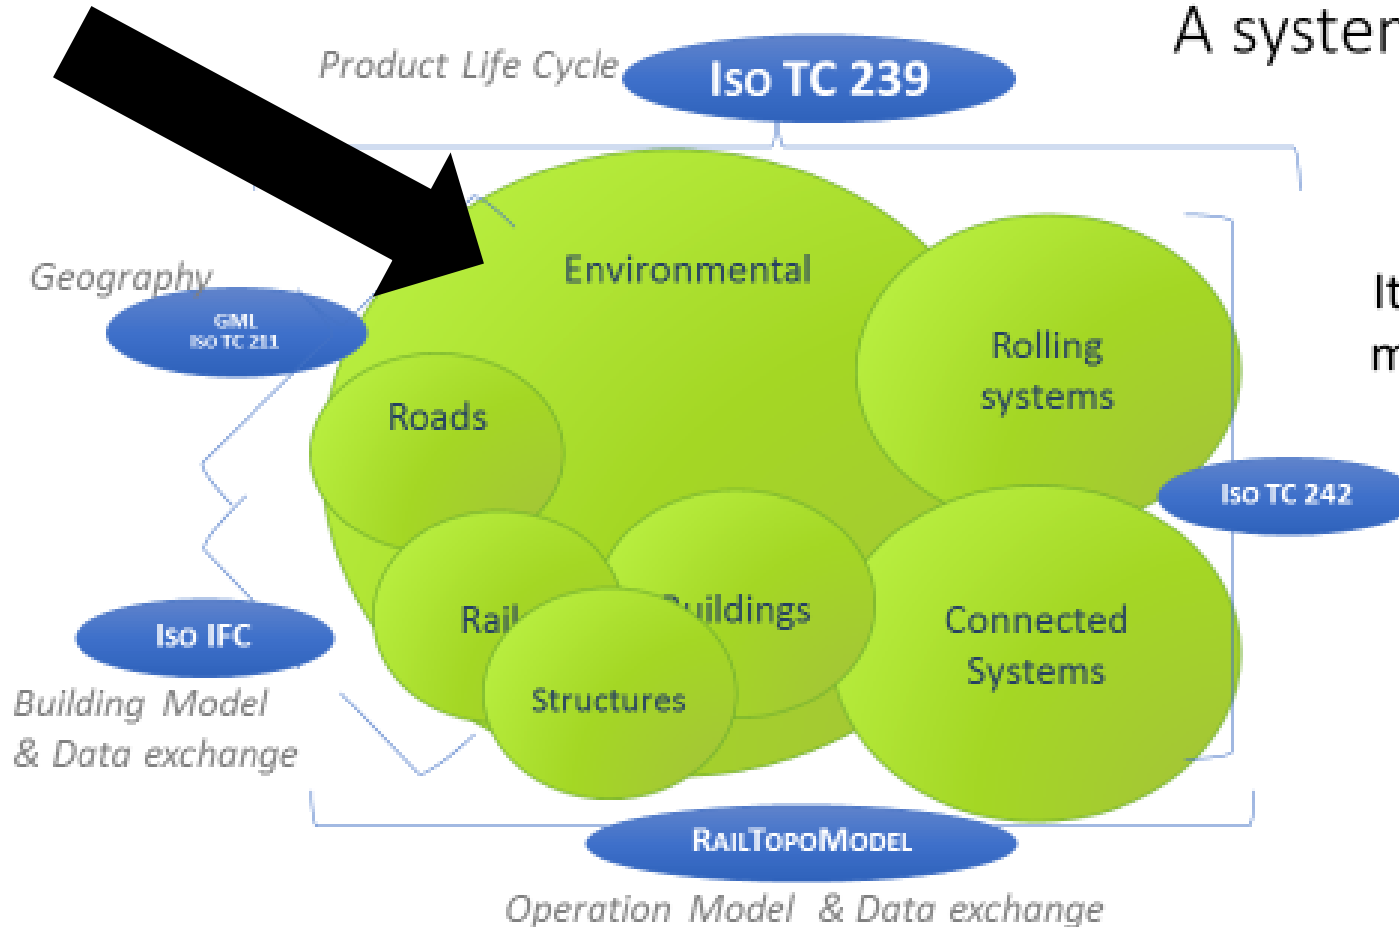 A syster
Product Life Cycle
Iso TC 239
Geography
GML
Iso TC 211
Environmental
Rolling
systems
It
Roads
Iso TC 242
Rail
Buildings
Connected
Systems
Structures
Iso IFC
Building Model
& Data exchange
RAILTOPOMODEL
Operation Model & Data exchange